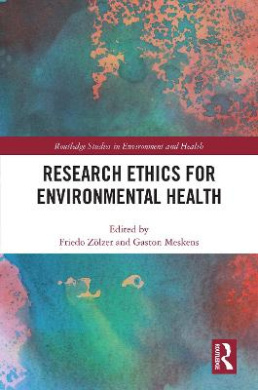 Routledge Studies in Environment and Health
RESEARCH ETHICS FOR
ENVIRONMENTAL HEALTH
Edited by
Friedo Zölzer and Gaston Meskens
ROUTLEDGE